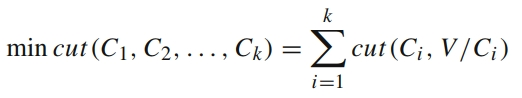 min cut(C₁, C₂, . . . , Cₖ) = ∑ᵢ₌₁ᵏ cut(Cᵢ, V/Cᵢ)